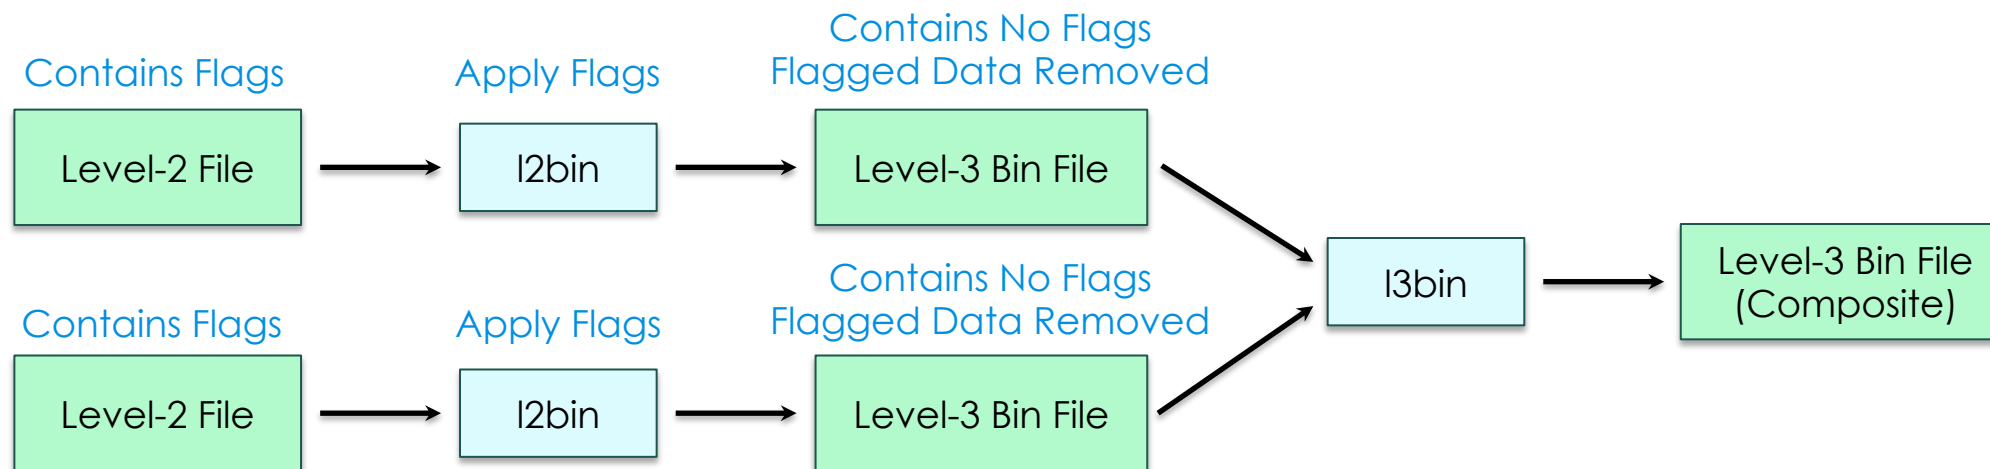 Contains No Flags
Flagged Data Removed
Contains Flags
Apply Flags
Level-2 File
l2bin
Level-3 Bin File
Contains No Flags
Flagged Data Removed
Contains Flags
Apply Flags
Level-2 File
l2bin
Level-3 Bin File
l3bin
Level-3 Bin File
(Composite)